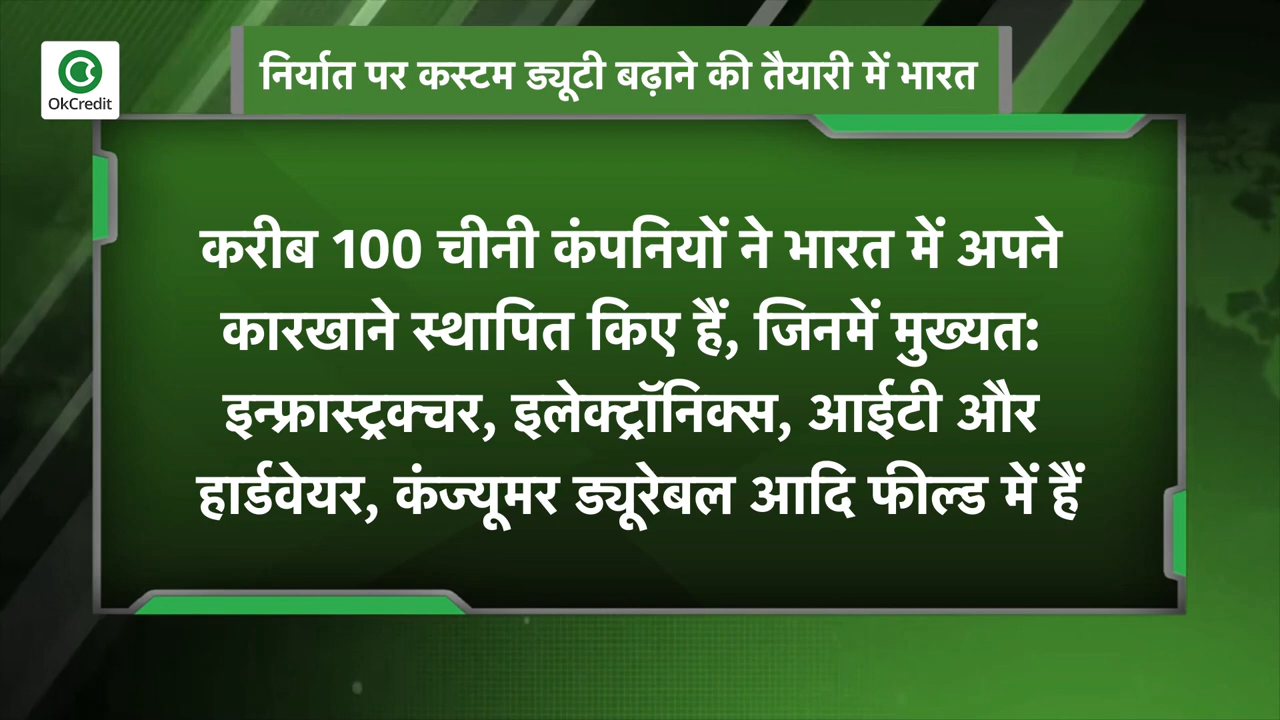 निर्यात पर कस्टम ड्यूटी बढ़ाने की तैयारी में भारत
OkCredit
करीब 100 चीनी कंपनियों ने भारत में अपने
कारखाने स्थापित किए हैं, जिनमें मुख्यत:
इन्फ्रास्ट्रक्चर, इलेक्ट्रॉनिक्स, आईटी और
हार्डवेयर, कंज्यूमर ड्यूरेबल आदि फील्ड में हैं